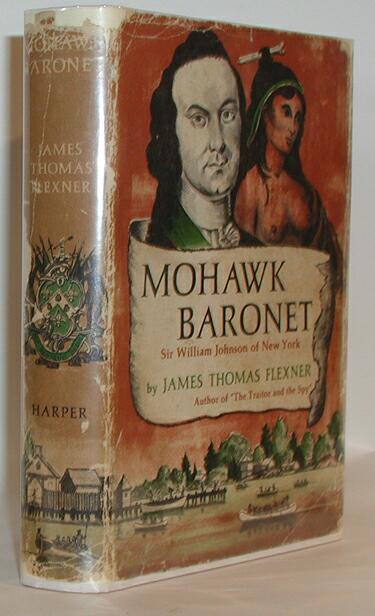 MOHAWK
BARONET
JAMES
THOMAS
FLEXNER
HARPER
MOHAWK
BARONET
Sir William Johnson of New York
by JAMES THOMAS FLEXNER
Author of "The Traitor and the Spy"